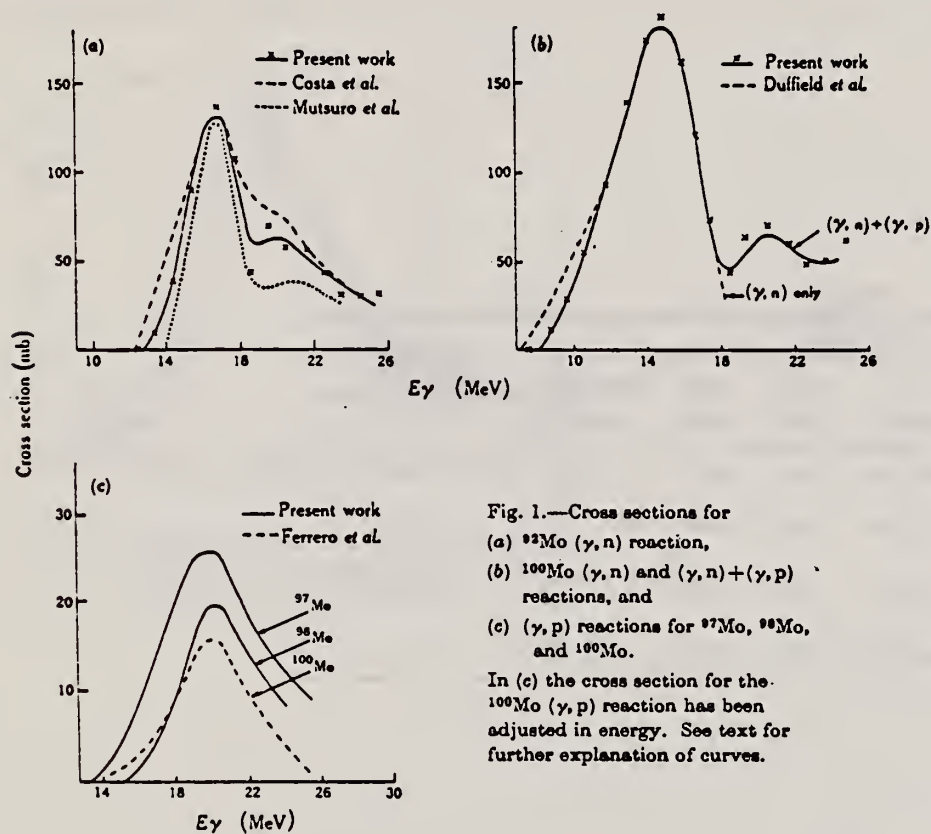 (a)
Present work
Costa et al.
Mutsuro et al.
150
100
50
10 14 18 22 26
(b)
Present work
Duffield et al.
150
100
50
(γ, n)+(γ, p)
(γ, n) only
10 14 18 22 26
Eγ (MeV)
Cross section (mb)
(c)
Present work
Ferrero et al.
30
20
10
⁹⁷Mo
⁹⁸Mo
¹⁰⁰Mo
14 18 22 26 30
Eγ (MeV)
Fig. 1.—Cross sections for
(a) ⁹²Mo (γ, n) reaction,
(b) ¹⁰⁰Mo (γ, n) and (γ, n)+(γ, p)
reactions, and
(c) (γ, p) reactions for ⁹⁷Mo, ⁹⁸Mo,
and ¹⁰⁰Mo.
In (c) the cross section for the
¹⁰⁰Mo (γ, p) reaction has been
adjusted in energy. See text for
further explanation of curves.